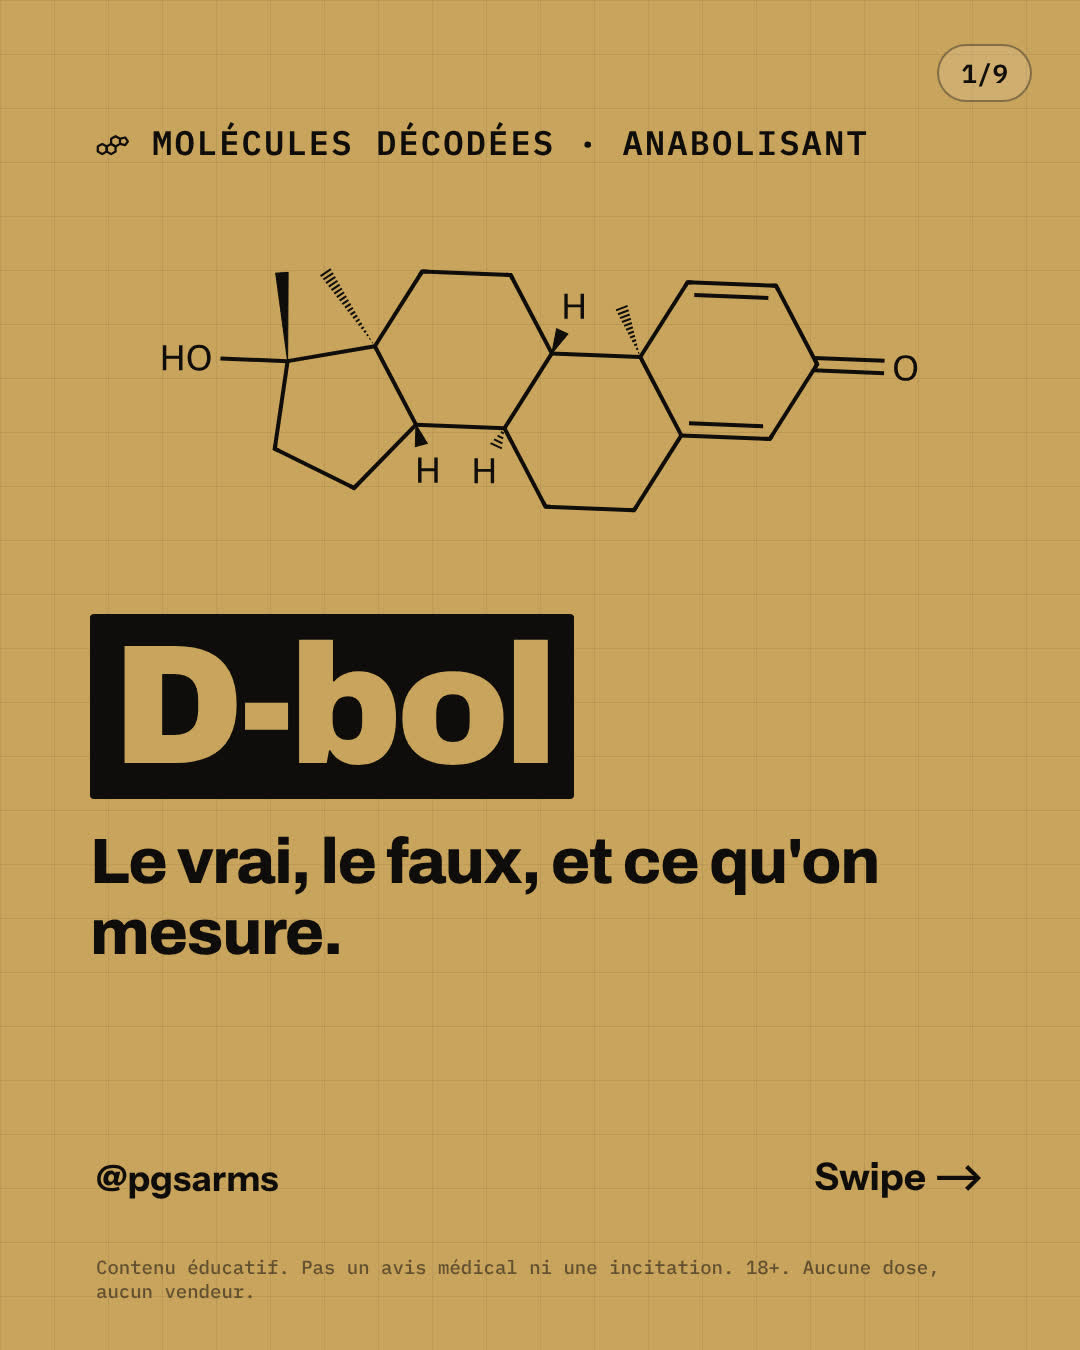 1/9
MOLÉCULES DÉCODÉES · ANABOLISANT
H
HO
O
H H
D-bol
Le vrai, le faux, et ce qu'on
mesure.
@pgsarms
Swipe →
Contenu éducatif. Pas un avis médical ni une incitation. 18+. Aucune dose,
aucun vendeur.